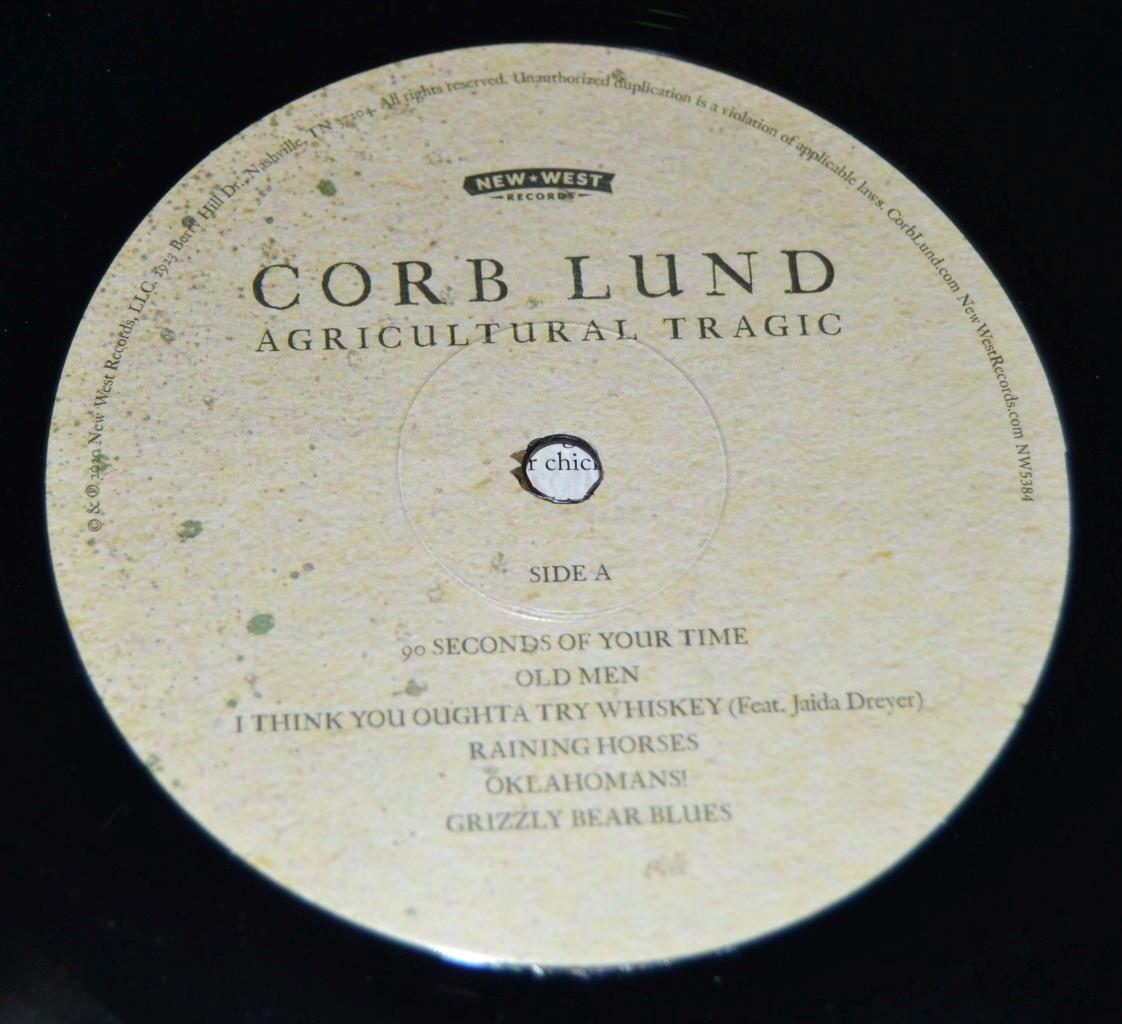 © & ℗ 2020 New West Records, LLC. 1923 Berry Hill Dr., Nashville, TN 37204. All rights reserved. Unauthorized duplication is a violation of applicable laws. CorbLund.com NewWestRecords.com NW5384
NEW★WEST
RECORDS
CORB LUND
AGRICULTURAL TRAGIC
r chic
SIDE A
90 SECONDS OF YOUR TIME
OLD MEN
I THINK YOU OUGHTA TRY WHISKEY (Feat. Jaida Dreyer)
RAINING HORSES
OKLAHOMANS!
GRIZZLY BEAR BLUES